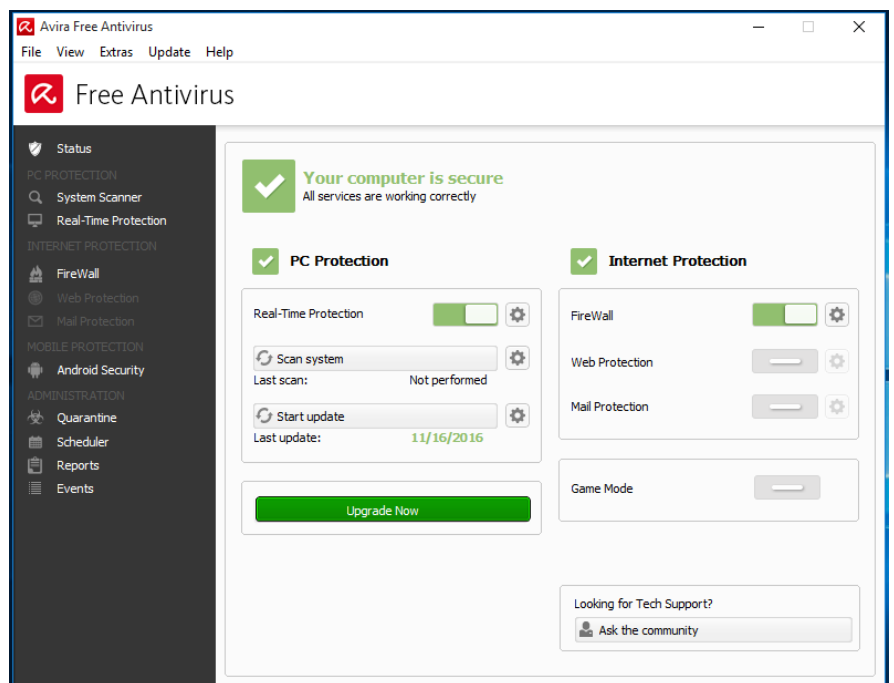 Avira Free Antivirus
File View Extras Update Help
Free Antivirus
Status
PC PROTECTION
System Scanner
Real-Time Protection
INTERNET PROTECTION
FireWall
Web Protection
Mail Protection
MOBILE PROTECTION
Android Security
ADMINISTRATION
Quarantine
Scheduler
Reports
Events
Your computer is secure
All services are working correctly
PC Protection
Real-Time Protection
Scan system
Last scan: Not performed
Start update
Last update: 11/16/2016
Upgrade Now
Internet Protection
FireWall
Web Protection
Mail Protection
Game Mode
Looking for Tech Support?
Ask the community